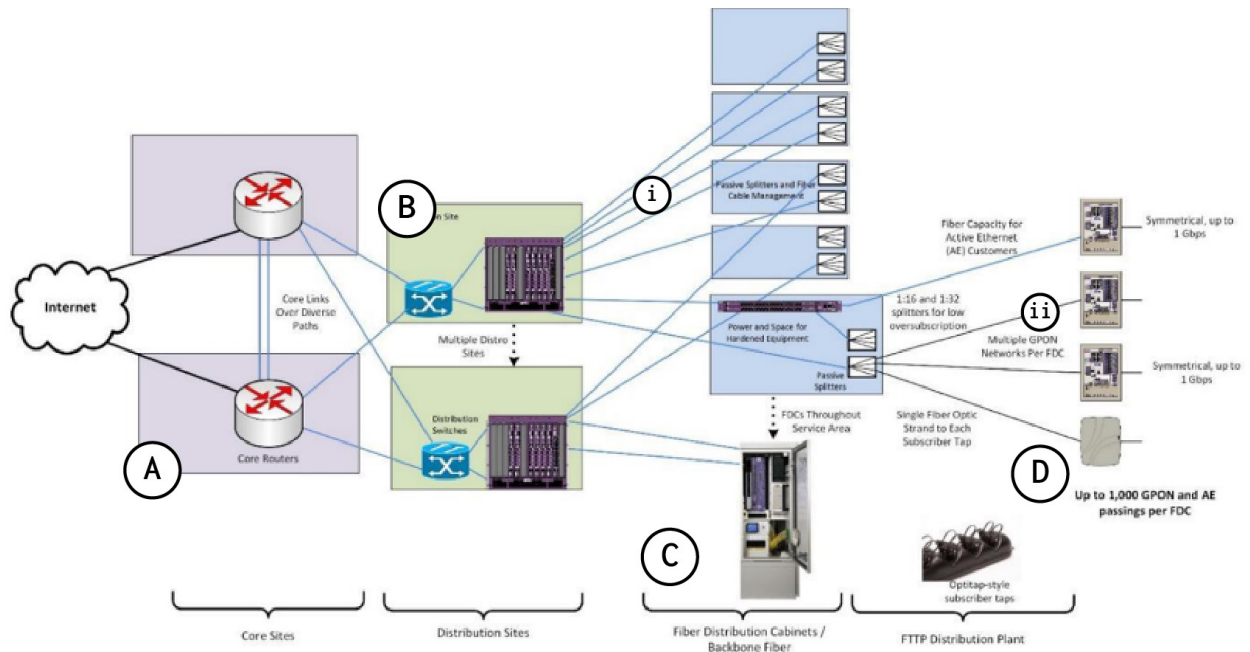 i
Passive Splitters and Fiber
Cable Management
B
on Site
Fiber Capacity for
Active Ethernet
(AE) Customers
Symmetrical, up to
1 Gbps
Internet
Core Links
Over Diverse
Paths
Multiple Distro
Sites
Power and Space for
Hardened Equipment
1:16 and 1:32
splitters for low
oversubscription
ii
Multiple GPON
Networks Per FDC
Passive
Splitters
Symmetrical, up to
1 Gbps
A
Core Routers
Distribution
Switches
FDCs Throughout
Service Area
Single Fiber Optic
Strand to Each
Subscriber Tap
D
Up to 1,000 GPON and AE
passings per FDC
C
Optitap-style
subscriber taps
Core Sites
Distribution Sites
Fiber Distribution Cabinets /
Backbone Fiber
FTTP Distribution Plant